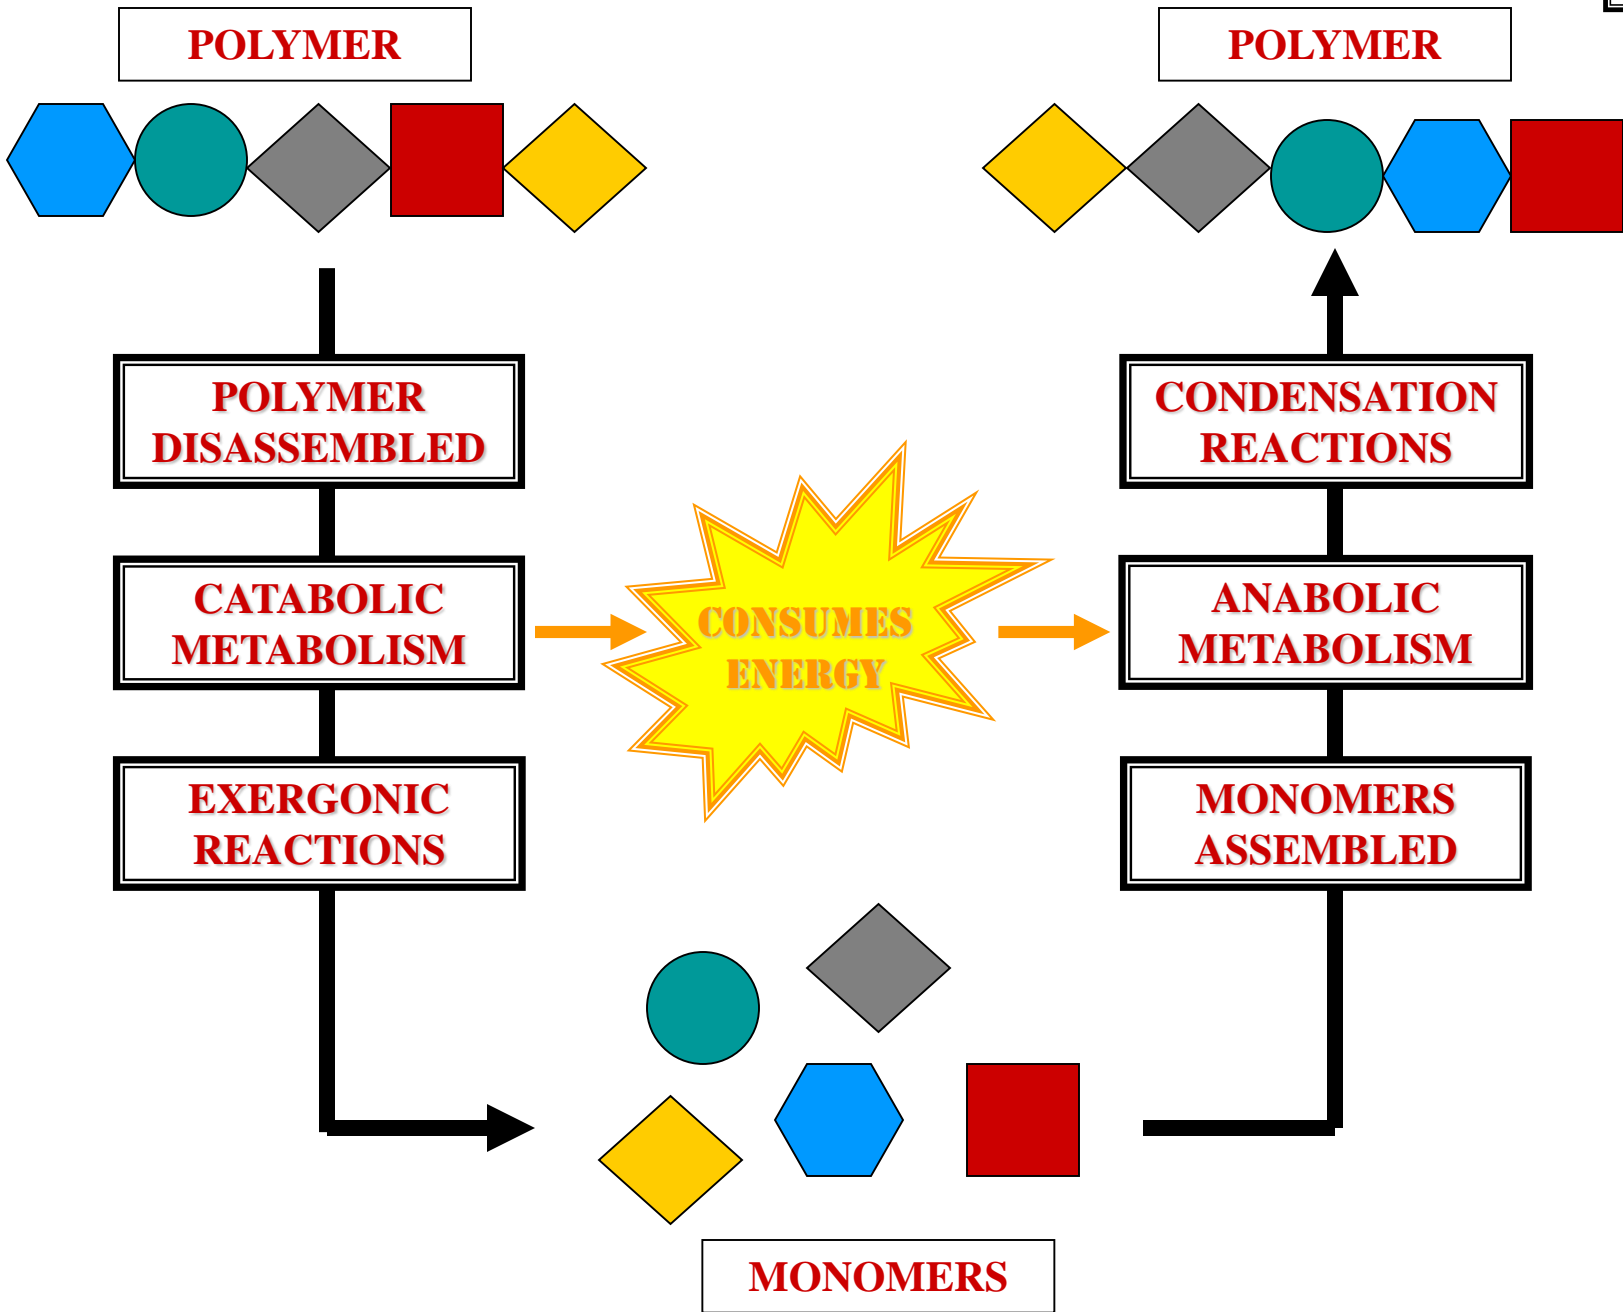 POLYMER
POLYMER
POLYMER
DISASSEMBLED
CATABOLIC
METABOLISM
EXERGONIC
REACTIONS
CONSUMES
ENERGY
CONDENSATION
REACTIONS
ANABOLIC
METABOLISM
MONOMERS
ASSEMBLED
MONOMERS